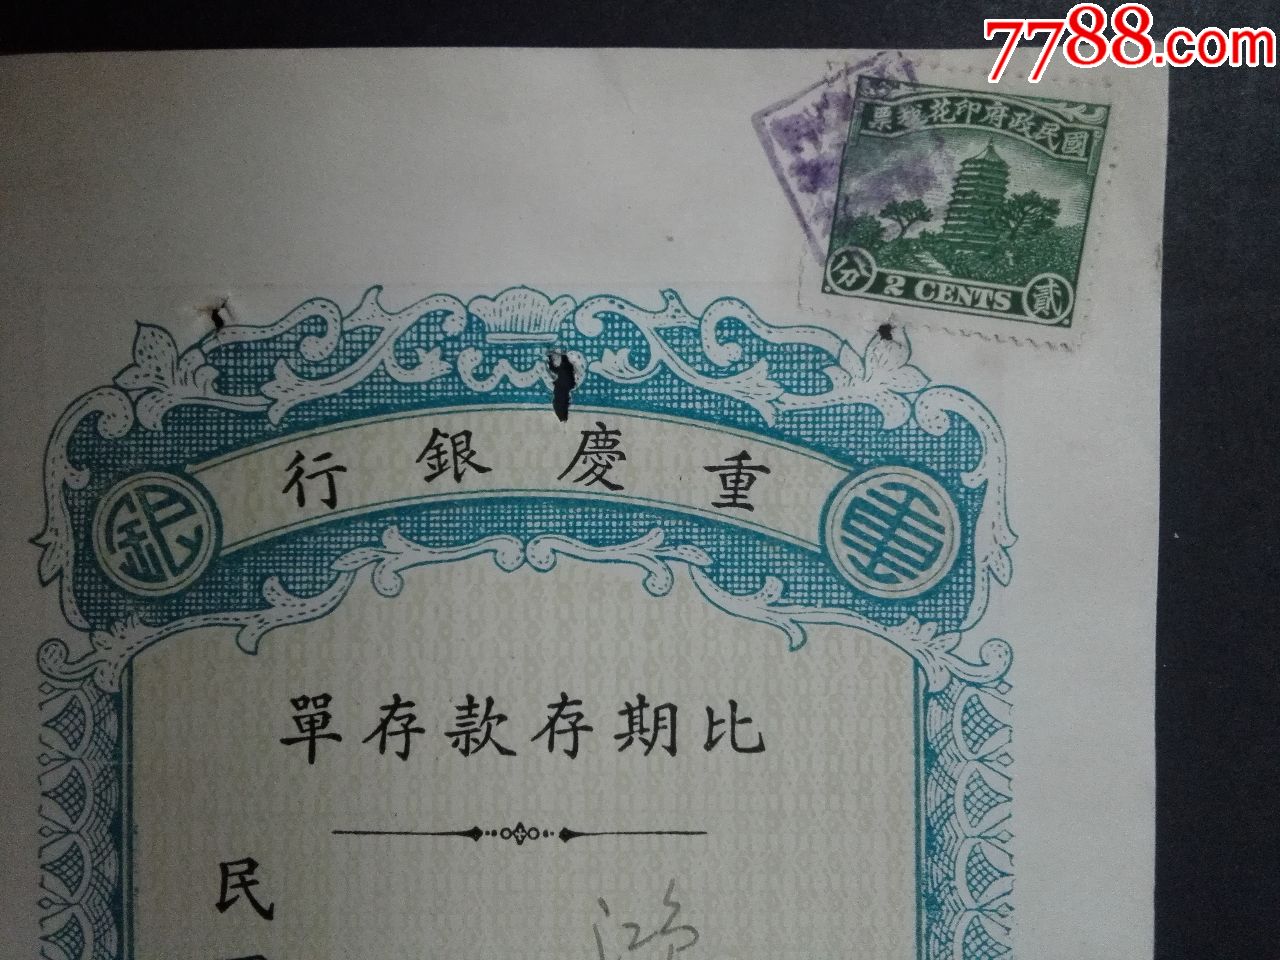 7788.com
國民政府印花稅票
分 2 CENTS 貳
重慶銀行
比期存款存單
民